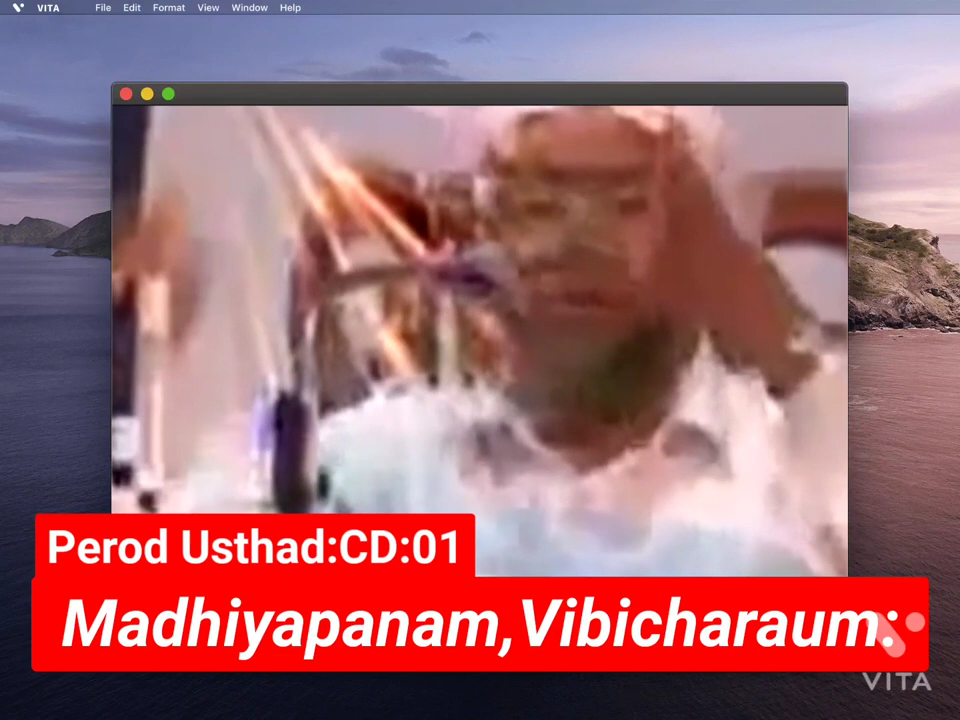 VITA File Edit Format View Window Help
Perod Usthad:CD:01
Madhiyapanam,Vibicharaum:
VITA